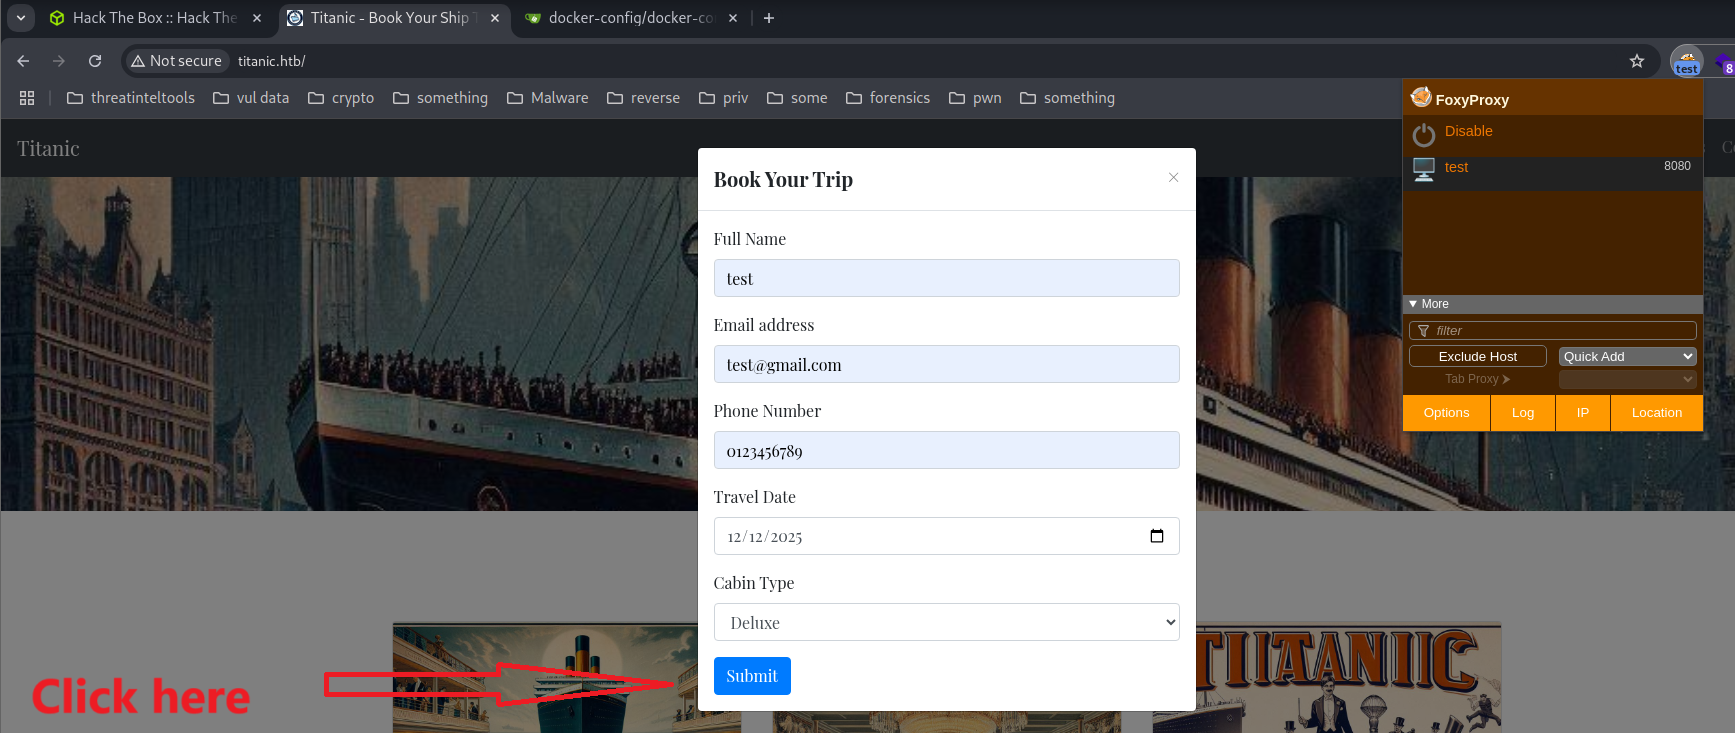 Hack The Box :: Hack The
Titanic - Book Your Ship T
docker-config/docker-co
Not secure
titanic.htb/
test
8
threatinteltools
vul data
crypto
something
Malware
reverse
priv
some
forensics
pwn
something
FoxyProxy
Disable
test
8080
More
filter
Exclude Host
Quick Add
Tab Proxy
Options
Log
IP
Location
Titanic
Book Your Trip
Full Name
test
Email address
test@gmail.com
Phone Number
0123456789
Travel Date
12/12/2025
Cabin Type
Deluxe
Submit
Click here
TITANIC